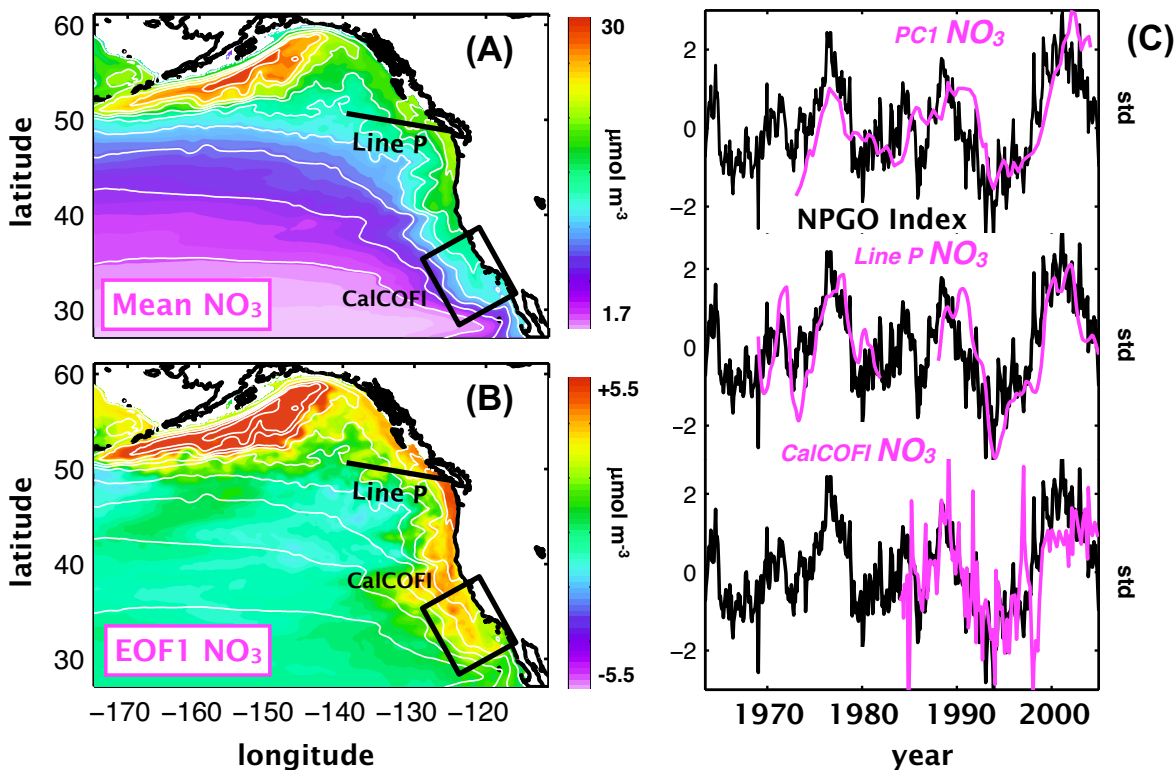 (A)
60
50
40
30
latitude
Line P
CalCOFI
Mean NO₃
30
μmol m⁻³
1.7
(B)
60
50
40
30
latitude
Line P
CalCOFI
EOF1 NO₃
+5.5
μmol m⁻³
-5.5
−170 −160 −150 −140 −130 −120
longitude
(C)
PC1 NO₃
2
0
−2
std
NPGO Index
Line P NO₃
2
0
−2
std
CalCOFI NO₃
2
0
−2
std
1970 1980 1990 2000
year